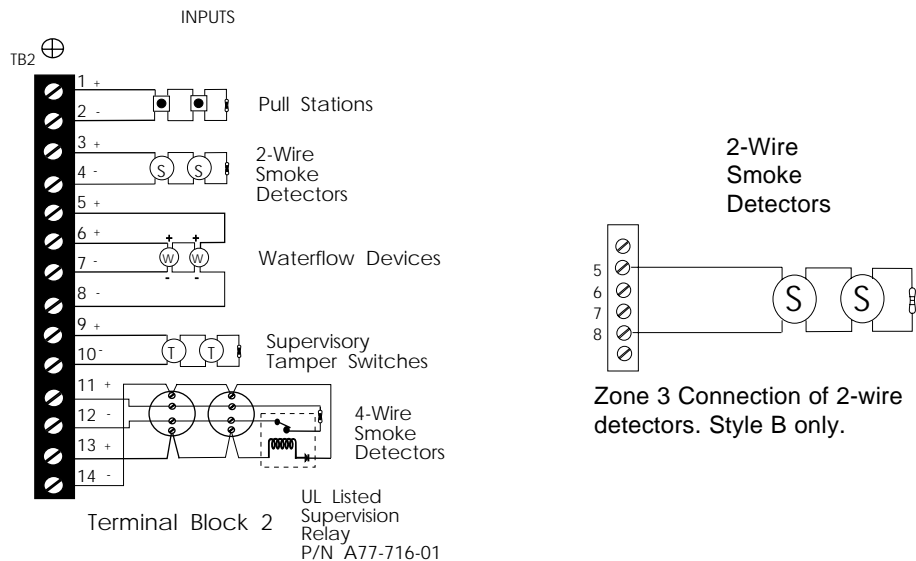 INPUTS
TB2
1 +
2 -
Pull Stations
3 +
4 -
S S
2-Wire
Smoke
Detectors
5 +
6 +
+ +
W W
7 -
- -
8 -
Waterflow Devices
9 +
10 -
T T
Supervisory
Tamper Switches
11 +
12 -
13 +
14 -
4-Wire
Smoke
Detectors
Terminal Block 2
UL Listed
Supervision
Relay
P/N A77-716-01
2-Wire
Smoke
Detectors
5
6
7
8
S S
Zone 3 Connection of 2-wire
detectors. Style B only.